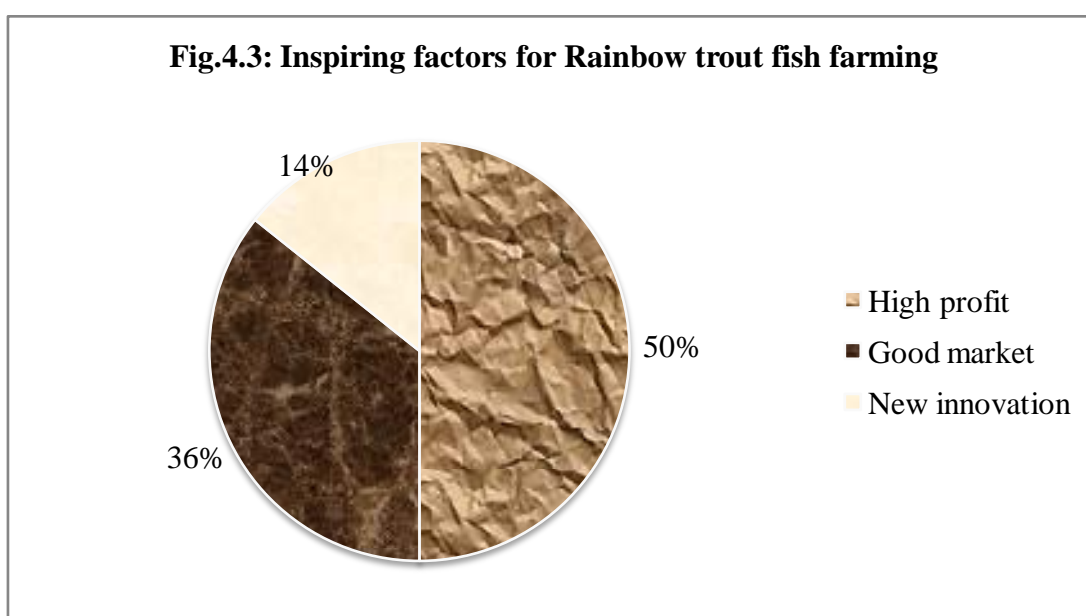 Fig.4.3: Inspiring factors for Rainbow trout fish farming
14%
50%
36%
High profit
Good market
New innovation